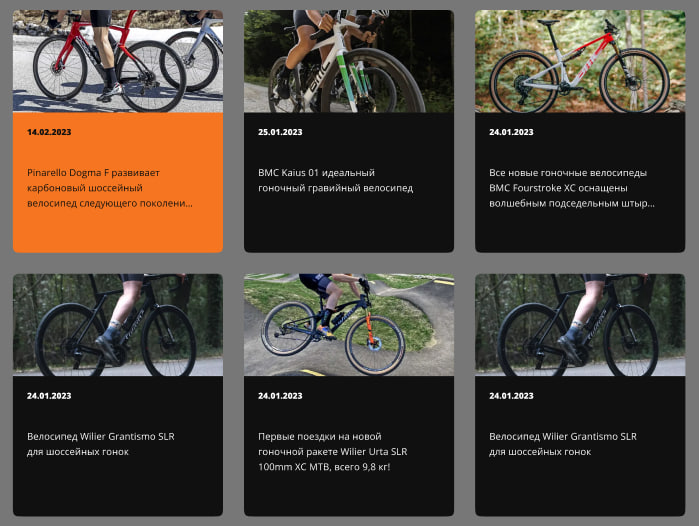 14.02.2023
Pinarello Dogma F развивает
карбоновый шоссейный
велосипед следующего поколени...
25.01.2023
BMC Kaius 01 идеальный
гоночный гравийный велосипед
24.01.2023
Все новые гоночные велосипеды
BMC Fourstroke XC оснащены
волшебным подседельным штыр...
24.01.2023
Велосипед Wilier Grantismo SLR
для шоссейных гонок
24.01.2023
Первые поездки на новой
гоночной ракете Wilier Urta SLR
100mm XC MTB, всего 9,8 кг!
24.01.2023
Велосипед Wilier Grantismo SLR
для шоссейных гонок